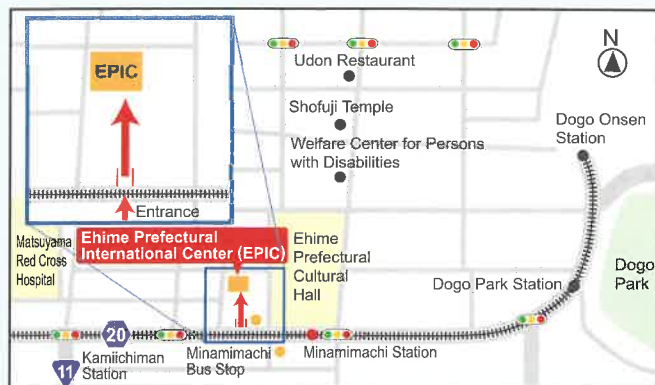 EPIC
Entrance
N
Udon Restaurant
Shofuji Temple
Welfare Center for Persons
with Disabilities
Dogo Onsen
Station
Matsuyama
Red Cross
Hospital
Ehime Prefectural
International Center (EPIC)
Ehime
Prefectural
Cultural
Hall
Dogo Park Station
Dogo
Park
20
Kamiichiman
Station
11
Minamimachi
Bus Stop
Minamimachi Station